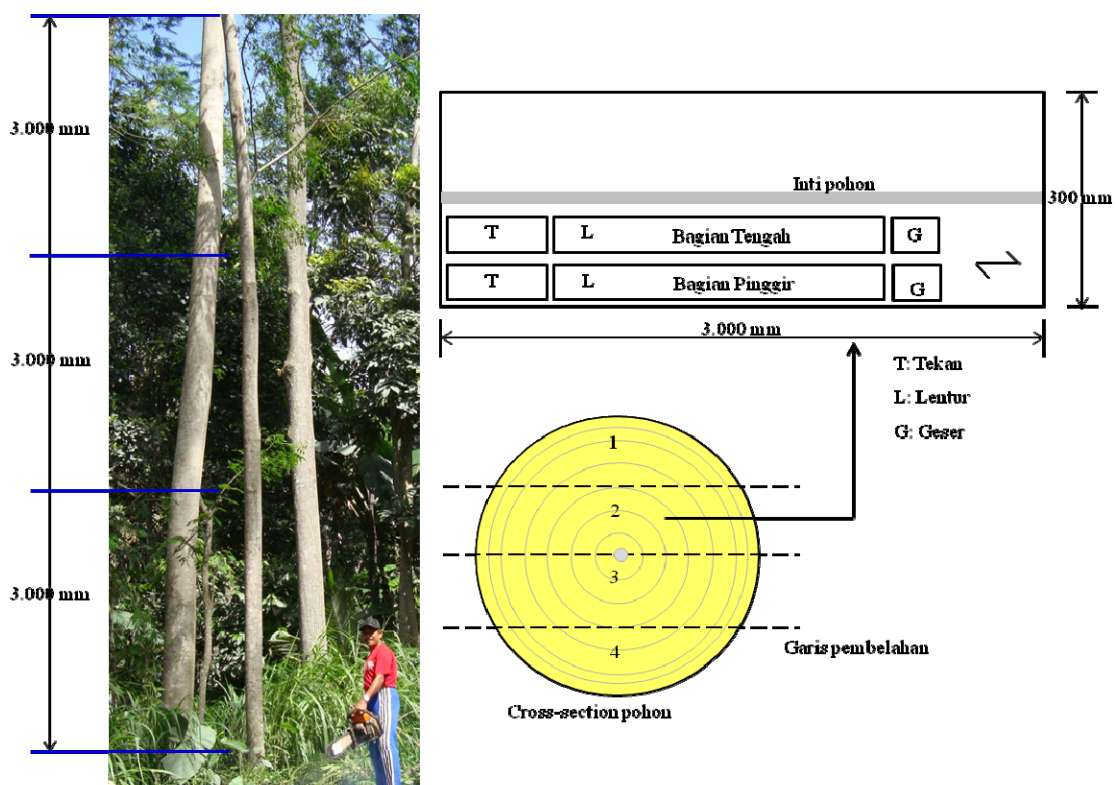 3.000 mm
3.000 mm
3.000 mm
Inti pohon
300 mm
T L Bagian Tengah G
T L Bagian Pinggir G
3.000 mm
T: Tekan
L: Lentur
G: Geser
1
2
3
4
Garis pembelahan
Cross-section pohon